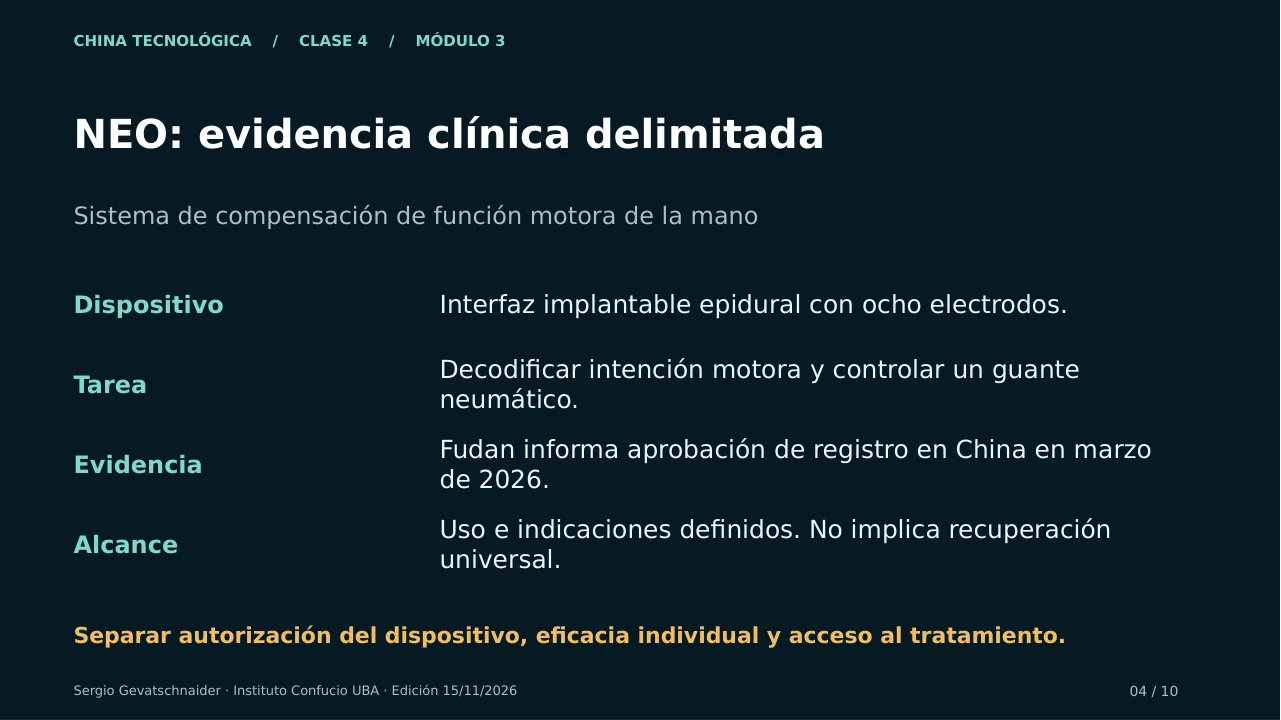 CHINA TECNOLÓGICA / CLASE 4 / MÓDULO 3
NEO: evidencia clínica delimitada
Sistema de compensación de función motora de la mano
Dispositivo
Interfaz implantable epidural con ocho electrodos.
Tarea
Decodificar intención motora y controlar un guante
neumático.
Evidencia
Fudan informa aprobación de registro en China en marzo
de 2026.
Alcance
Uso e indicaciones definidos. No implica recuperación
universal.
Separar autorización del dispositivo, eficacia individual y acceso al tratamiento.
Sergio Gevatschnaider · Instituto Confucio UBA · Edición 15/11/2026
04 / 10